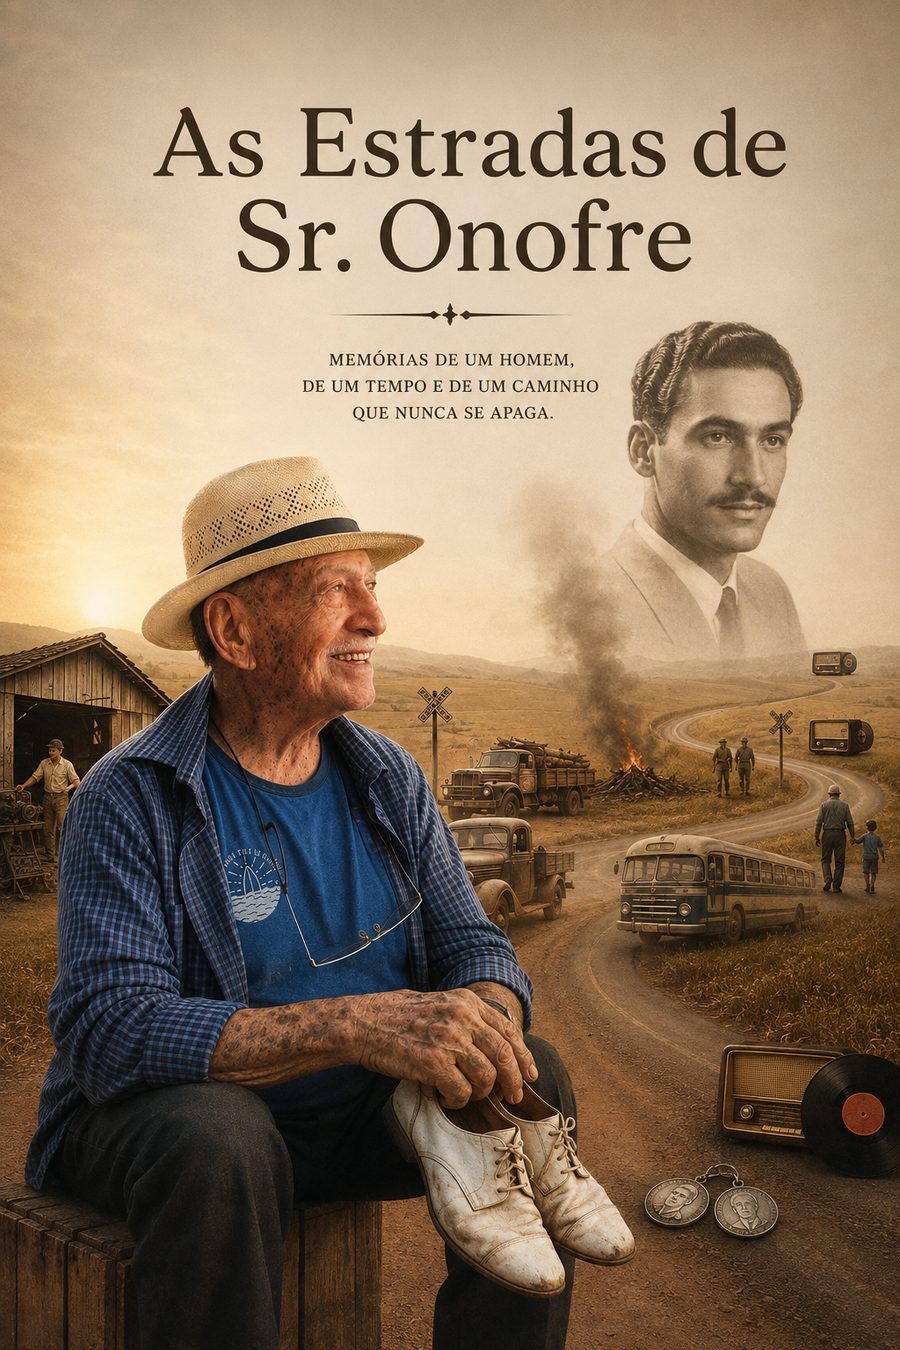 As Estradas de
Sr. Onofre
MEMÓRIAS DE UM HOMEM,
DE UM TEMPO E DE UM CAMINHO
QUE NUNCA SE APAGA.